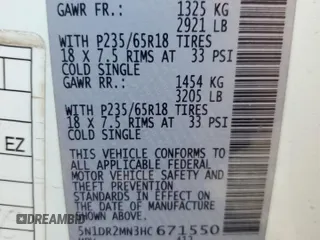 GAWR FR.: 1325 KG
2921 LB
WITH P235/65R18 TIRES
18 X 7.5 RIMS AT 33 PSI
COLD SINGLE
GAWR RR.: 1454 KG
3205 LB
WITH P235/65R18 TIRES
18 X 7.5 RIMS AT 33 PSI
COLD SINGLE
EZ
THIS VEHICLE CONFORMS TO
ALL APPLICABLE FEDERAL
MOTOR VEHICLE SAFETY AND
THEFT PREVENTION
STANDARDS IN EFFECT ON
THE DATE OF MANUFACTURE
SHOWN ABOVE
5N1DR2MN3HC671550
DREAMBID